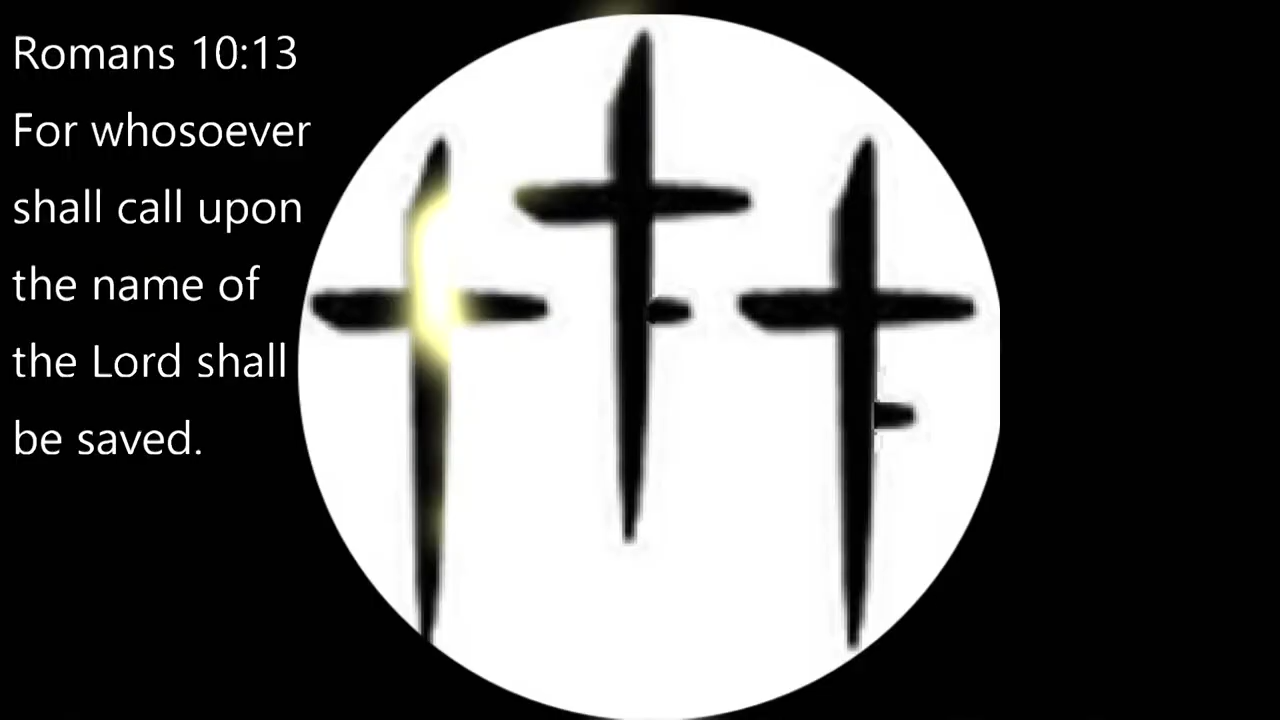 Romans 10:13
For whosoever
shall call upon
the name of
the Lord shall
be saved.